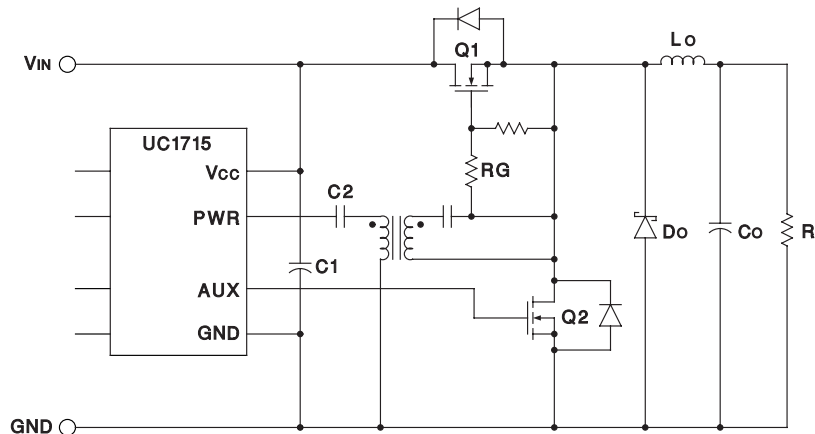 Q1
LO
VIN
UC1715
VCC
RG
C2
PWR
DO
CO
R
C1
AUX
Q2
GND
GND